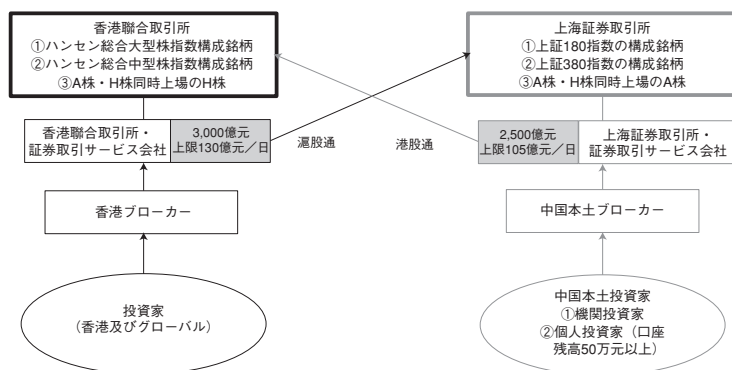 香港聯合取引所
①ハンセン総合大型株指数構成銘柄
②ハンセン総合中型株指数構成銘柄
③A株・H株同時上場のH株
上海証券取引所
①上証180指数の構成銘柄
②上証380指数の構成銘柄
③A株・H株同時上場のA株
香港聯合取引所・
証券取引サービス会社
3,000億元
上限130億元／日
滬股通
港股通
2,500億元
上限105億元／日
上海証券取引所・
証券取引サービス会社
香港ブローカー
中国本土ブローカー
投資家
（香港及びグローバル）
中国本土投資家
①機関投資家
②個人投資家（口座
残高50万元以上）